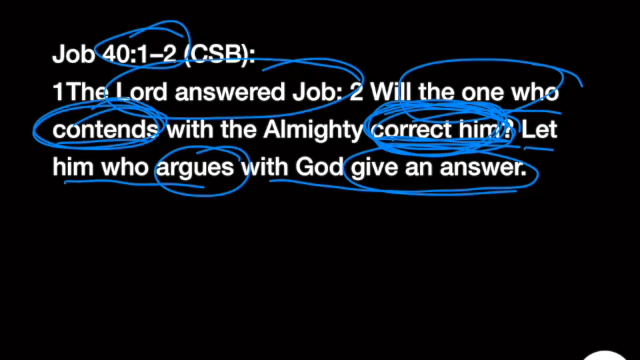 Job 40:1–2 (CSB):
1The Lord answered Job: 2 Will the one who
contends with the Almighty correct him? Let
him who argues with God give an answer.